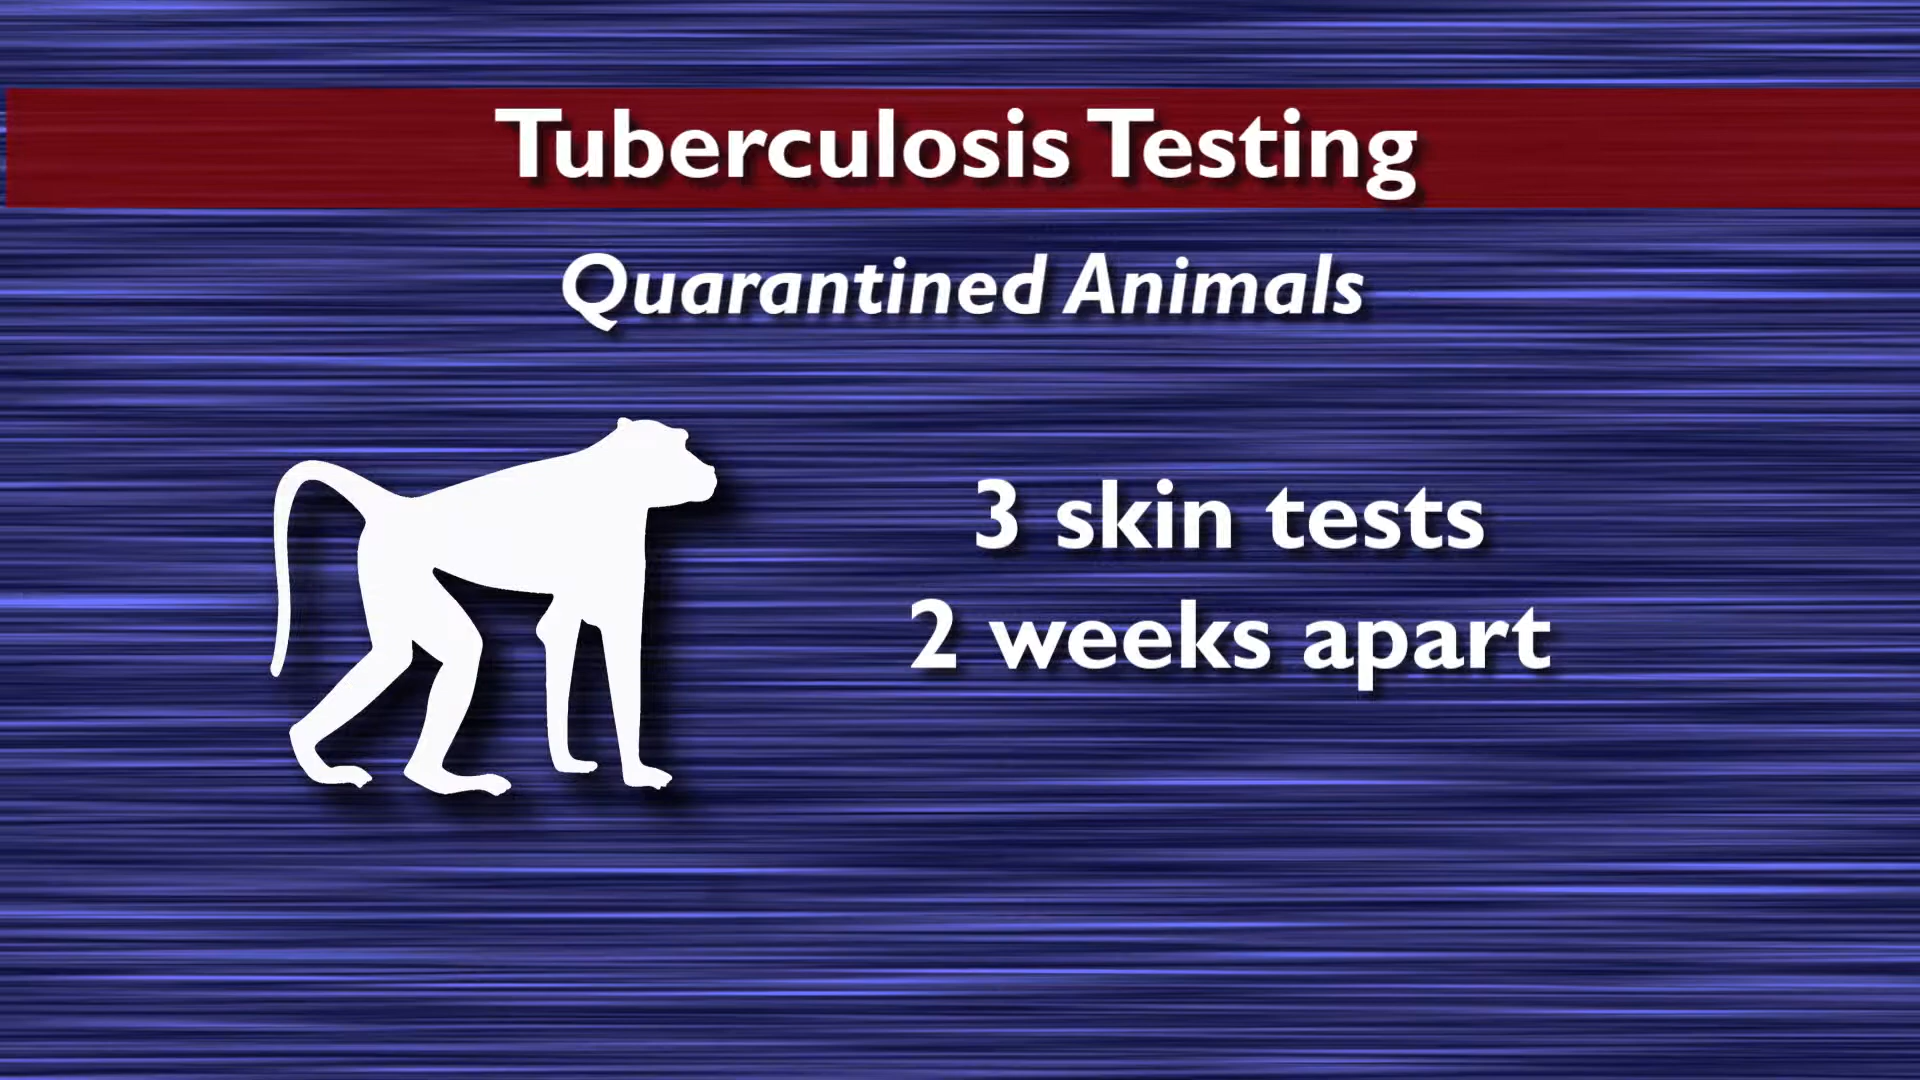 Tuberculosis Testing
Quarantined Animals
3 skin tests
2 weeks apart